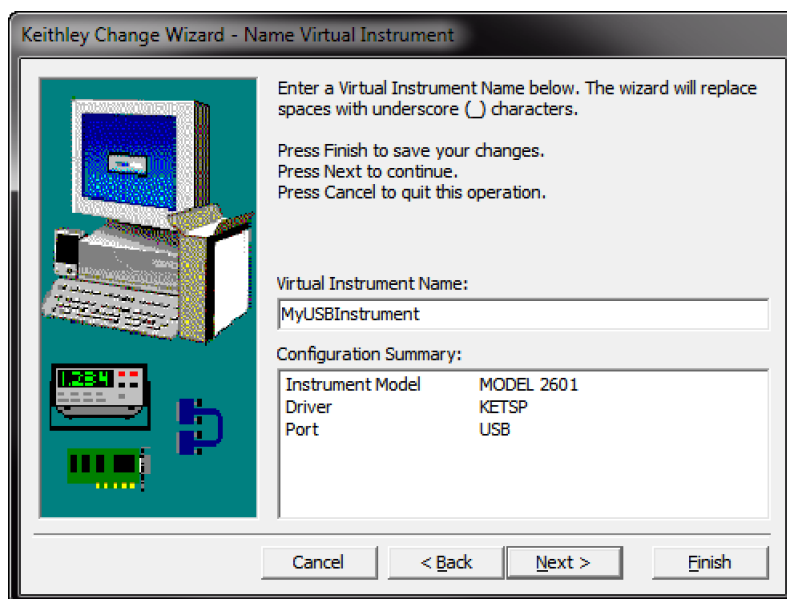 Keithley Change Wizard - Name Virtual Instrument
Enter a Virtual Instrument Name below. The wizard will replace
spaces with underscore (_) characters.
Press Finish to save your changes.
Press Next to continue.
Press Cancel to quit this operation.
Virtual Instrument Name:
MyUSBInstrument
Configuration Summary:
Instrument Model MODEL 2601
Driver KETSP
Port USB
1.234
Cancel < Back Next > Finish